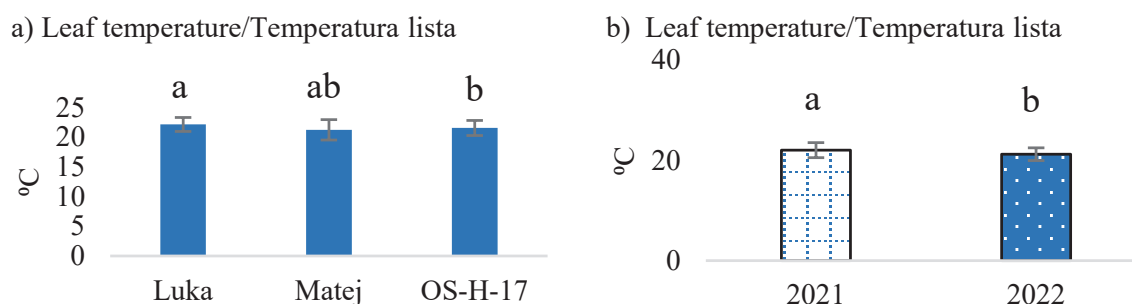 a) Leaf temperature/Temperatura lista
a ab b
25
20
15
10
5
0
ºC
Luka Matej OS-H-17
b) Leaf temperature/Temperatura lista
40
20
0
a b
ºC
2021 2022